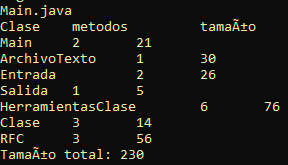 Main.java
Clase metodos tamaÃ±o
Main 2 21
ArchivoTexto 1 30
Entrada 2 26
Salida 1 5
HerramientasClase 6 76
Clase 3 14
RFC 3 56
TamaÃ±o total: 230